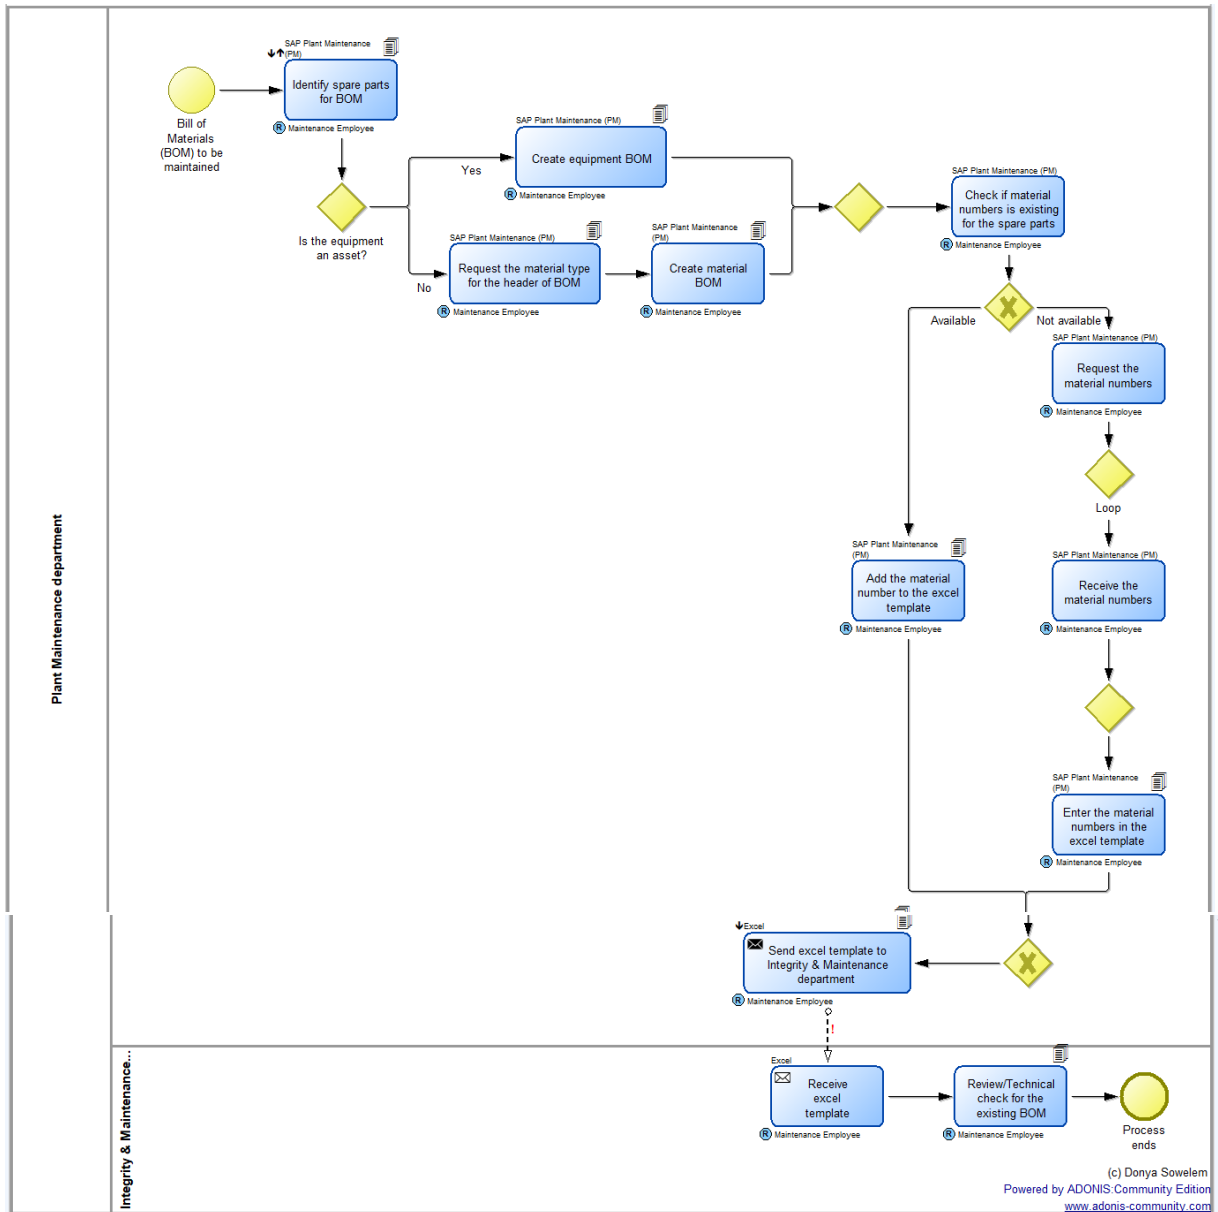 Plant Maintenance department
SAP Plant Maintenance
(PM)
Identify spare parts
for BOM
R Maintenance Employee
Bill of
Materials
(BOM) to be
maintained
Is the equipment
an asset?
Yes
No
SAP Plant Maintenance (PM)
Create equipment BOM
R Maintenance Employee
SAP Plant Maintenance (PM)
Request the material type
for the header of BOM
R Maintenance Employee
SAP Plant Maintenance
(PM)
Create material
BOM
R Maintenance Employee
SAP Plant Maintenance (PM)
Check if material
numbers is existing
for the spare parts
R Maintenance Employee
Available
Not available
SAP Plant Maintenance (PM)
Request the
material numbers
R Maintenance Employee
Loop
SAP Plant Maintenance
(PM)
Add the material
number to the excel
template
R Maintenance Employee
SAP Plant Maintenance (PM)
Receive the
material numbers
R Maintenance Employee
SAP Plant Maintenance
(PM)
Enter the material
numbers in the
excel template
R Maintenance Employee
Excel
Send excel template to
Integrity & Maintenance
department
R Maintenance Employee
!
Integrity & Maintenance...
Excel
Receive
excel
template
R Maintenance Employee
Review/Technical
check for the
existing BOM
R Maintenance Employee
Process
ends
(c) Donya Sowelem
Powered by ADONIS:Community Edition
www.adonis-community.com